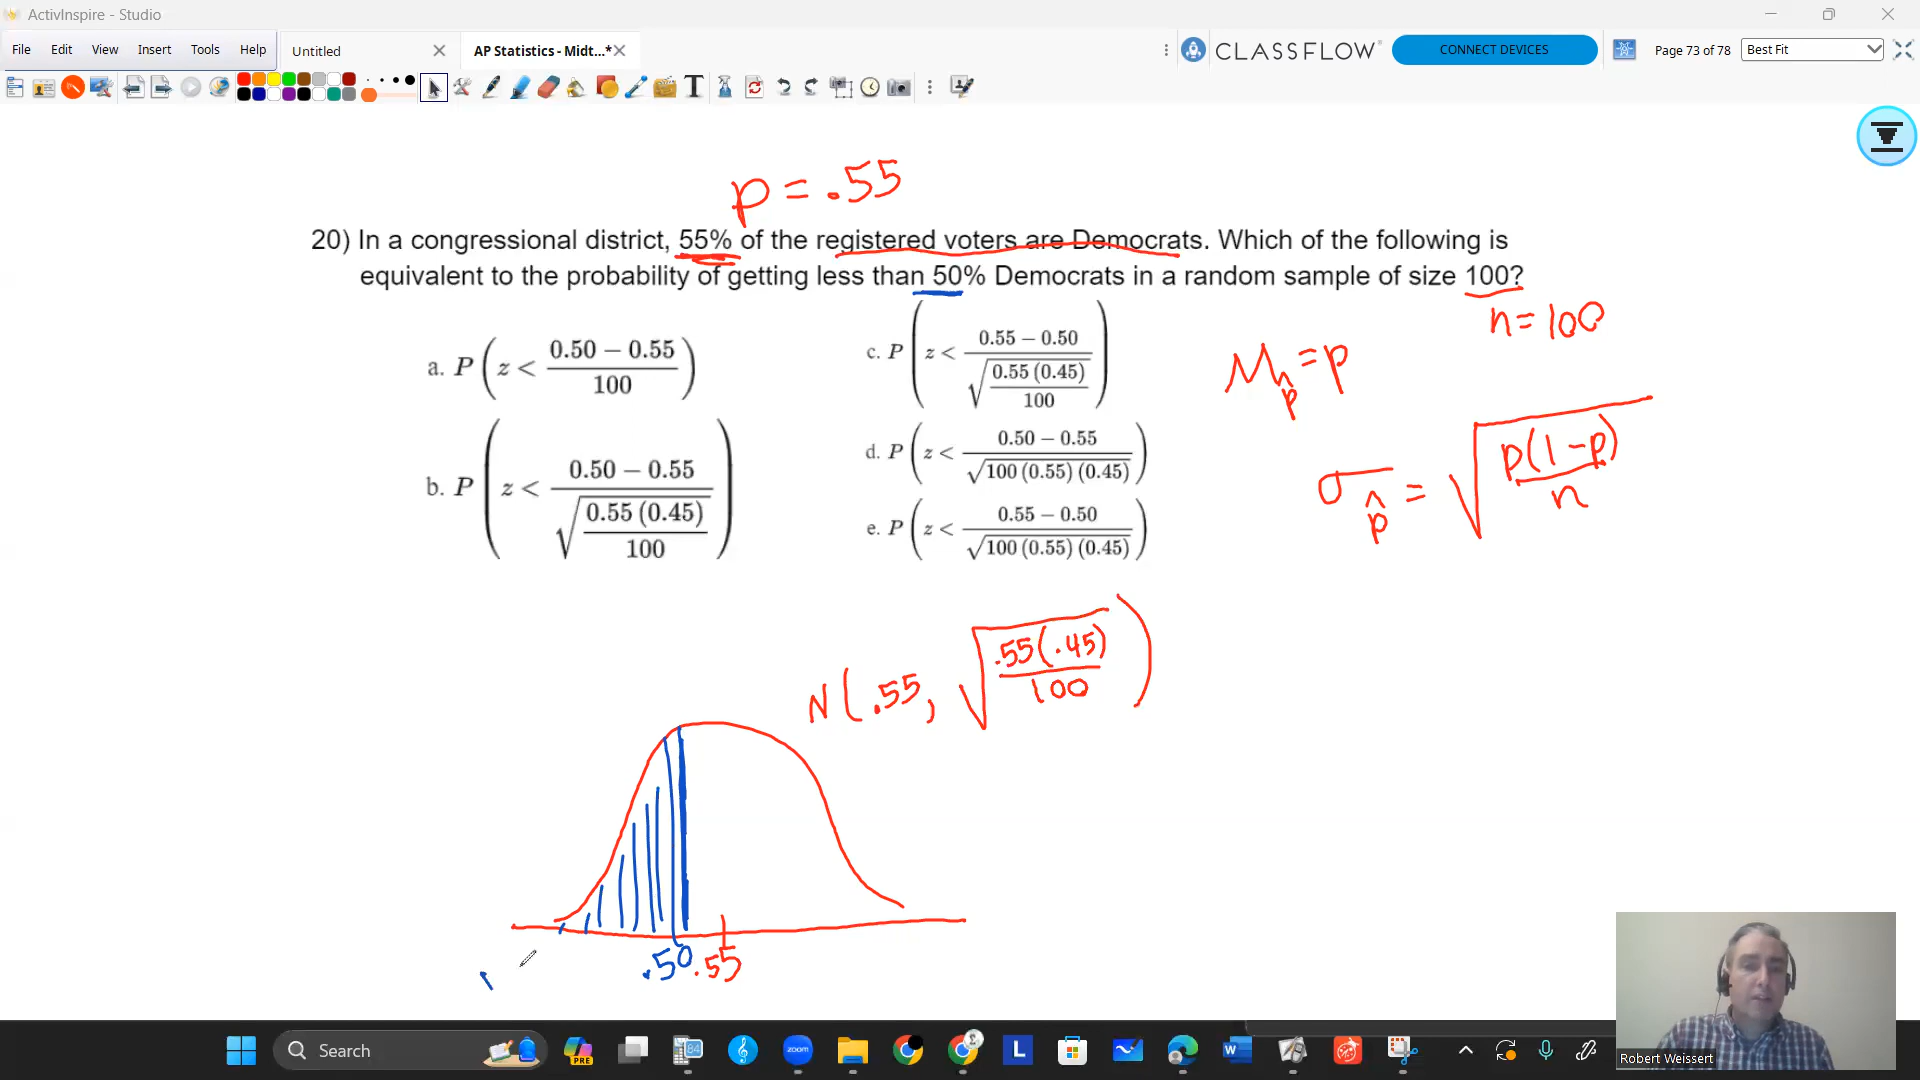 ActivInspire - Studio
File Edit View Insert Tools Help
Untitled
AP Statistics - Midt...*
CLASSFLOW
CONNECT DEVICES
Page 73 of 78
Best Fit
p = .55
20) In a congressional district, 55% of the registered voters are Democrats. Which of the following is
equivalent to the probability of getting less than 50% Democrats in a random sample of size 100?
n = 100
a. P ( z < (0.50 − 0.55) / 100 )
b. P ( z < (0.50 − 0.55) / √(0.55 (0.45) / 100) )
c. P ( z < (0.55 − 0.50) / √(0.55 (0.45) / 100) )
d. P ( z < (0.50 − 0.55) / √(100 (0.55) (0.45)) )
e. P ( z < (0.55 − 0.50) / √(100 (0.55) (0.45)) )
M p̂ = p
σ p̂ = √(p(1-p) / n)
N(.55, √(.55(.45) / 100))
.50 .55
Search
PRE
84
zoom
L
W
Robert Weissert